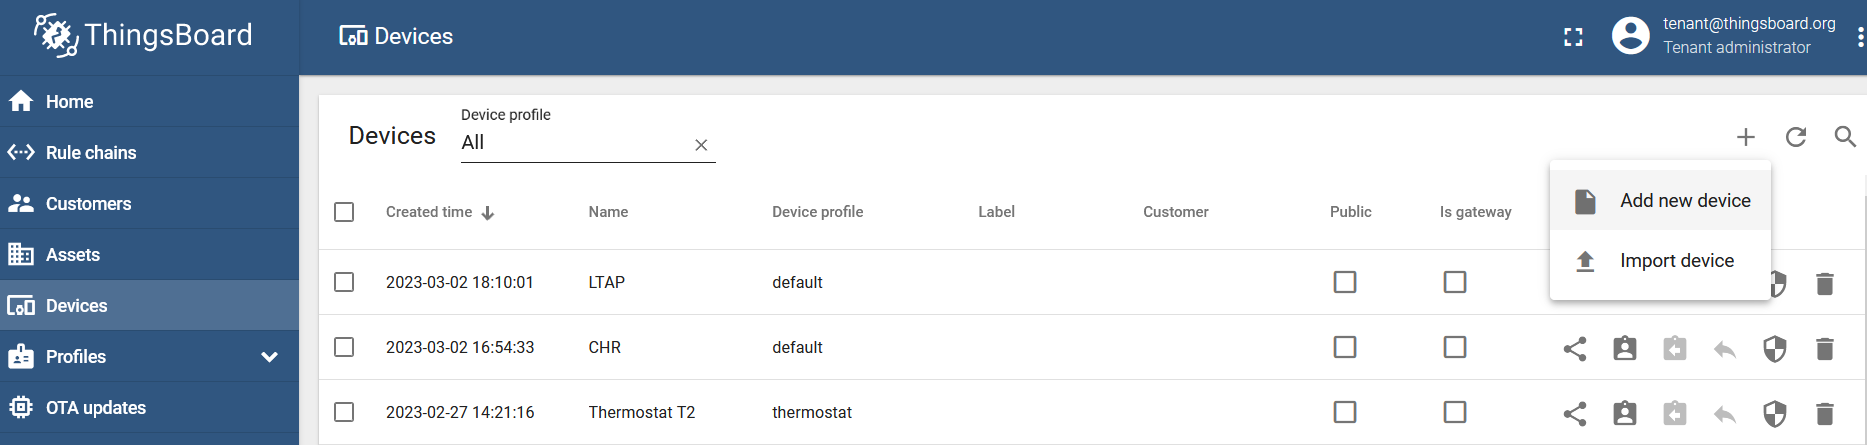 ThingsBoard
Devices
tenant@thingsboard.org
Tenant administrator
Home
Rule chains
Customers
Assets
Devices
Profiles
OTA updates
Devices
Device profile
All
Add new device
Import device
Created time Name Device profile Label Customer Public Is gateway
2023-03-02 18:10:01 LTAP default
2023-03-02 16:54:33 CHR default
2023-02-27 14:21:16 Thermostat T2 thermostat